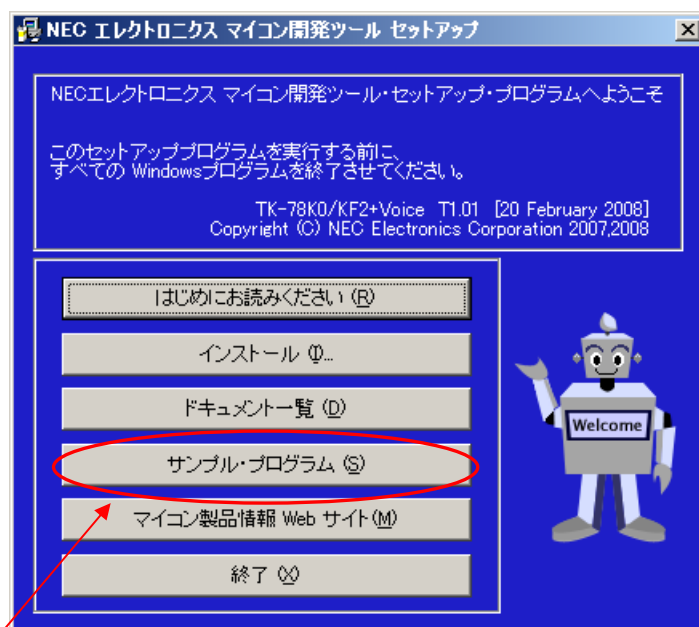 NEC エレクトロニクス マイコン開発ツール セットアップ
NECエレクトロニクス マイコン開発ツール・セットアップ・プログラムへようこそ
このセットアッププログラムを実行する前に、
すべての Windowsプログラムを終了させてください。
TK-78K0/KF2+Voice T1.01 [20 February 2008]
Copyright (C) NEC Electronics Corporation 2007,2008
はじめにお読みください (R)
インストール (I)...
ドキュメント一覧 (D)
サンプル・プログラム (S)
マイコン製品情報 Web サイト(M)
終了 (X)
Welcome